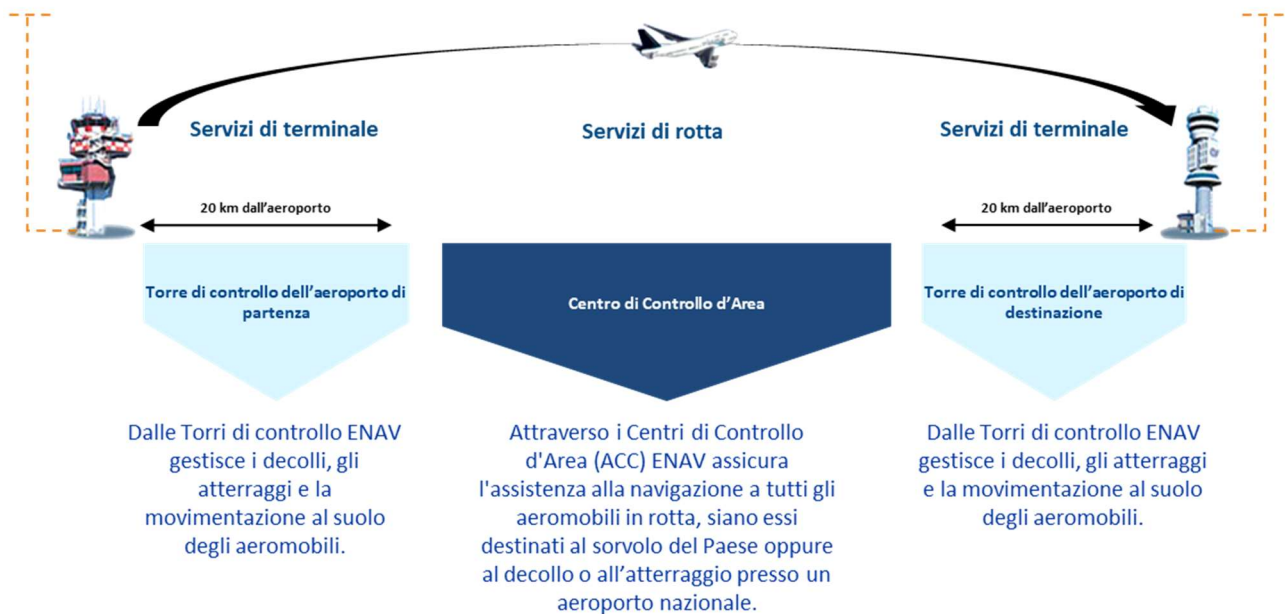 Servizi di terminale
Servizi di rotta
Servizi di terminale
20 km dall'aeroporto
20 km dall'aeroporto
Torre di controllo dell'aeroporto di
partenza
Centro di Controllo d'Area
Torre di controllo dell'aeroporto di
destinazione
Dalle Torri di controllo ENAV
gestisce i decolli, gli
atterraggi e la
movimentazione al suolo
degli aeromobili.
Attraverso i Centri di Controllo
d'Area (ACC) ENAV assicura
l'assistenza alla navigazione a tutti gli
aeromobili in rotta, siano essi
destinati al sorvolo del Paese oppure
al decollo o all'atterraggio presso un
aeroporto nazionale.
Dalle Torri di controllo ENAV
gestisce i decolli, gli atterraggi
e la movimentazione al suolo
degli aeromobili.